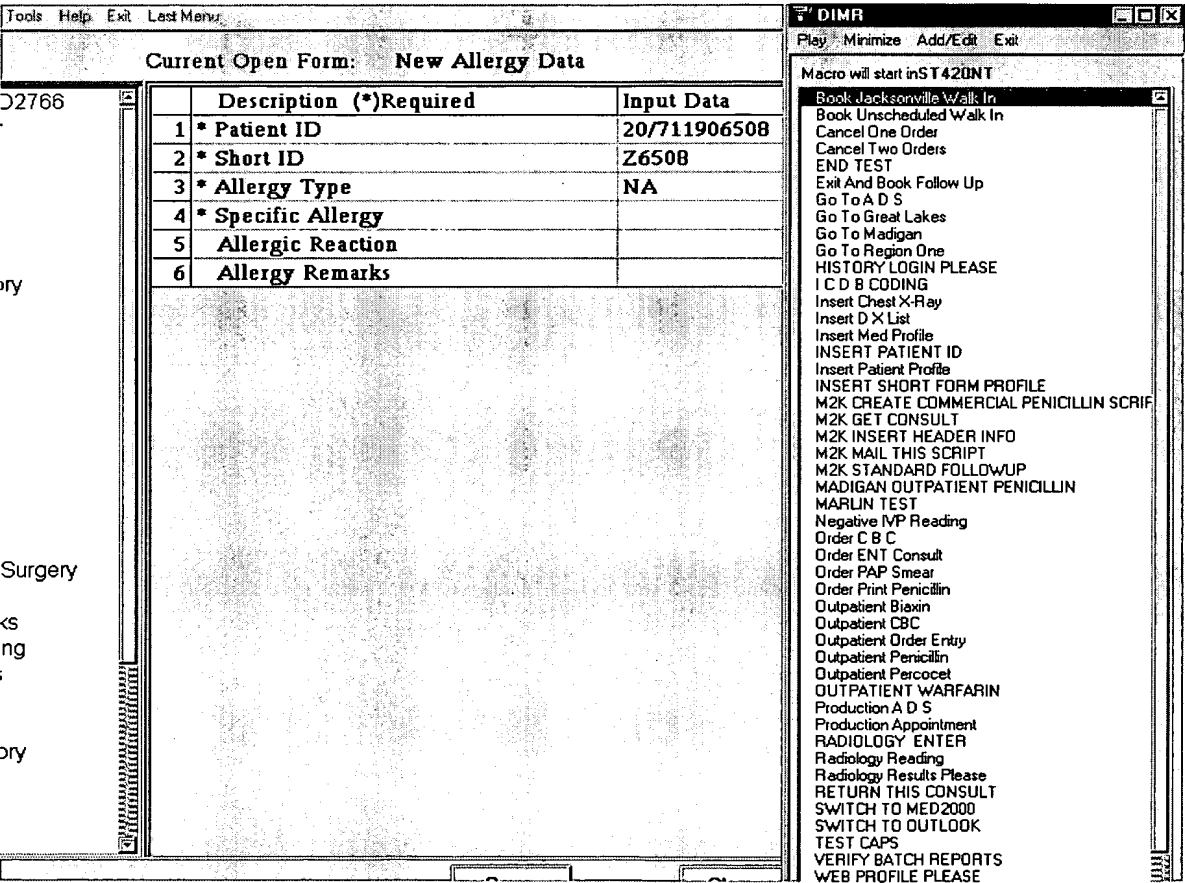 Tools Help Exit Last Menu
Current Open Form: New Allergy Data
D2766
ory
Surgery
ks
ng
ory
Description (*)Required Input Data
1 * Patient ID 20/711906508
2 * Short ID Z6508
3 * Allergy Type NA
4 * Specific Allergy
5 Allergic Reaction
6 Allergy Remarks
DIMR
Play Minimize Add/Edit Exit
Macro will start in ST420NT
Book Jacksonville Walk In
Book Unscheduled Walk In
Cancel One Order
Cancel Two Orders
END TEST
Exit And Book Follow Up
Go To A D S
Go To Great Lakes
Go To Madigan
Go To Region One
HISTORY LOGIN PLEASE
I C D B CODING
Insert Chest X-Ray
Insert D X List
Insert Med Profile
INSERT PATIENT ID
Insert Patient Profile
INSERT SHORT FORM PROFILE
M2K CREATE COMMERCIAL PENICILLIN SCRIF
M2K GET CONSULT
M2K INSERT HEADER INFO
M2K MAIL THIS SCRIPT
M2K STANDARD FOLLOWUP
MADIGAN OUTPATIENT PENICILLIN
MARLIN TEST
Negative IVP Reading
Order C B C
Order ENT Consult
Order PAP Smear
Order Print Penicillin
Outpatient Biaxin
Outpatient CBC
Outpatient Order Entry
Outpatient Penicillin
Outpatient Percocet
OUTPATIENT WARFARIN
Production A D S
Production Appointment
RADIOLOGY ENTER
Radiology Reading
Radiology Results Please
RETURN THIS CONSULT
SWITCH TO MED2000
SWITCH TO OUTLOOK
TEST CAPS
VERIFY BATCH REPORTS
WEB PROFILE PLEASE